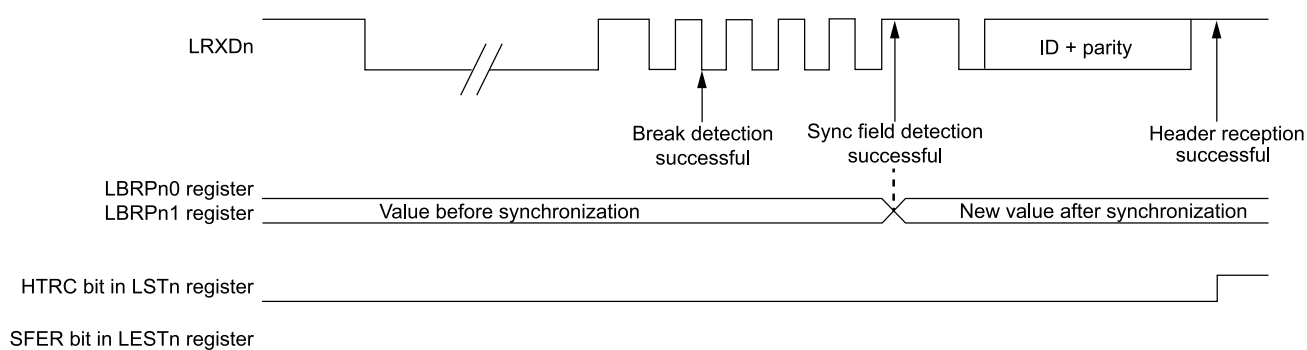 LRXDn
ID + parity
Break detection
successful
Sync field detection
successful
Header reception
successful
LBRPn0 register
LBRPn1 register
Value before synchronization
New value after synchronization
HTRC bit in LSTn register
SFER bit in LESTn register